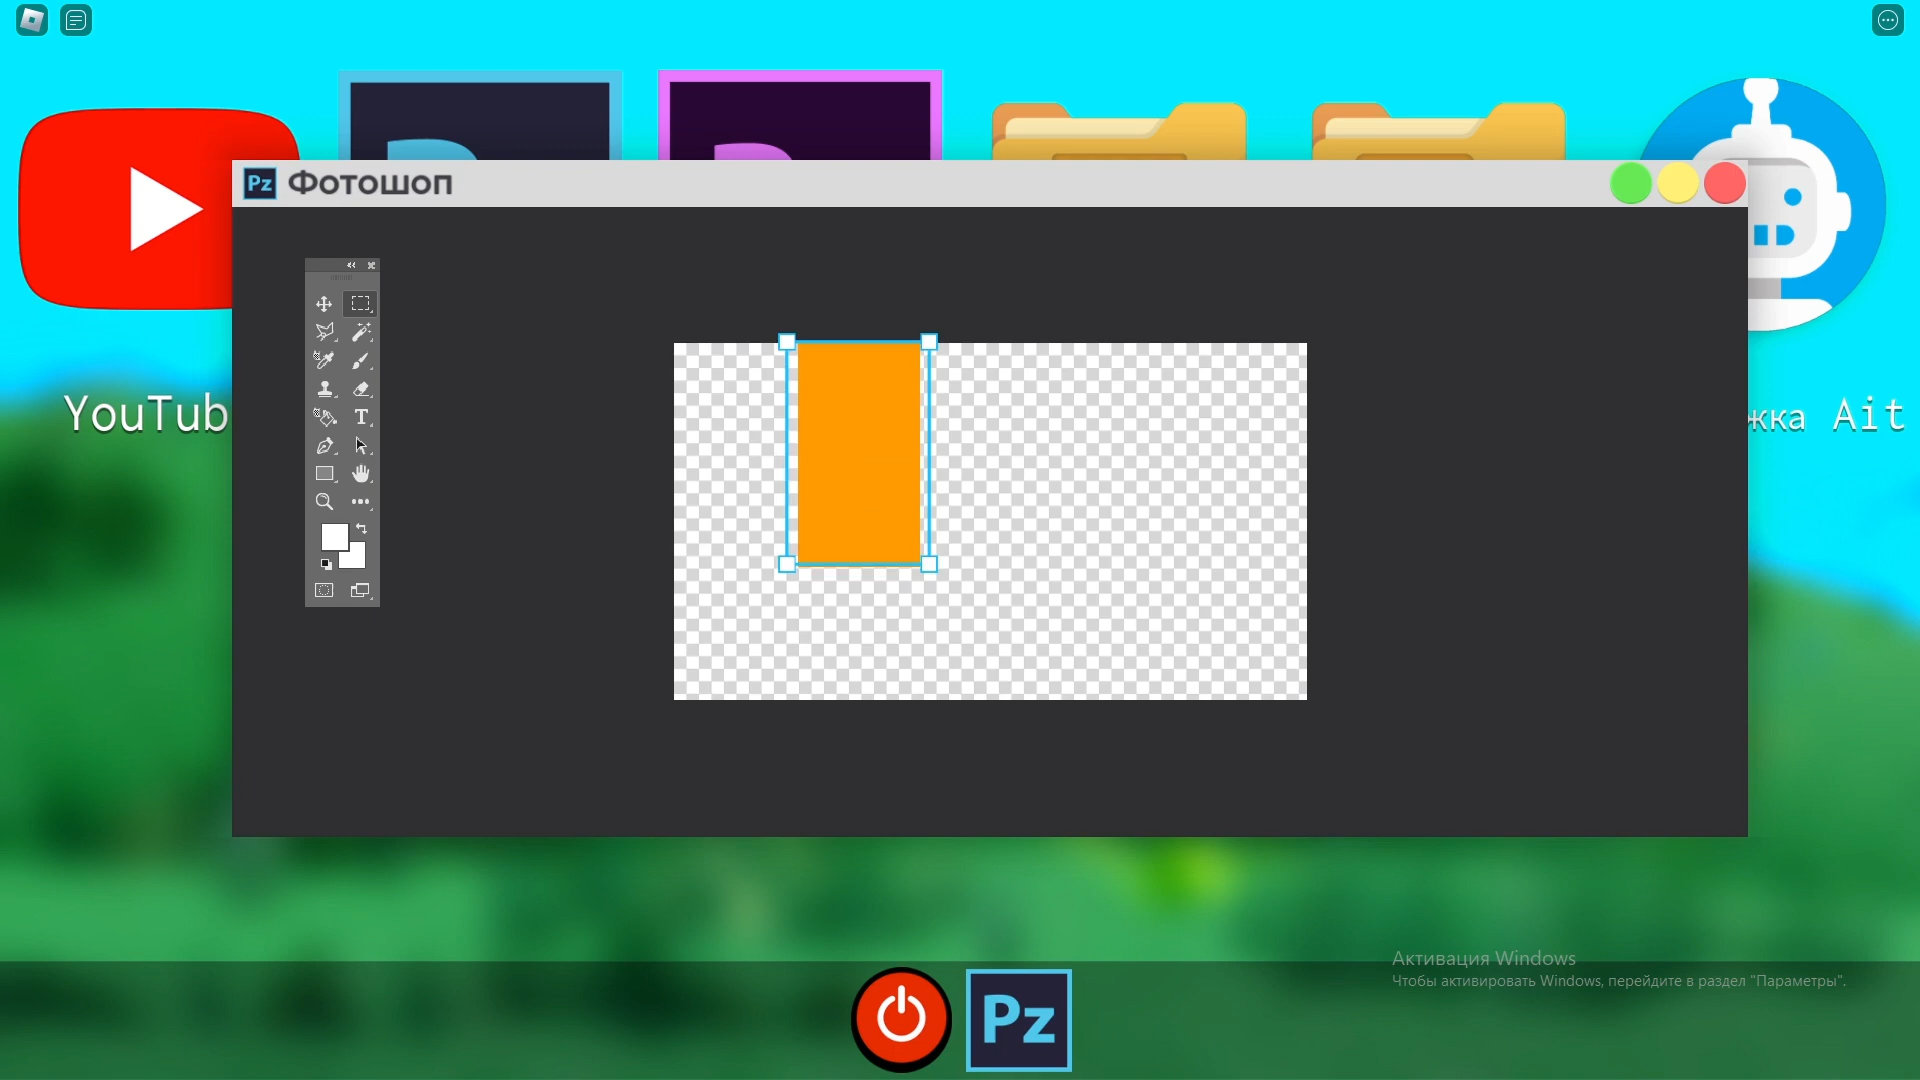 Pz Фотошоп
T
YouTub
жка Ait
Активация Windows
Чтобы активировать Windows, перейдите в раздел "Параметры".
Pz